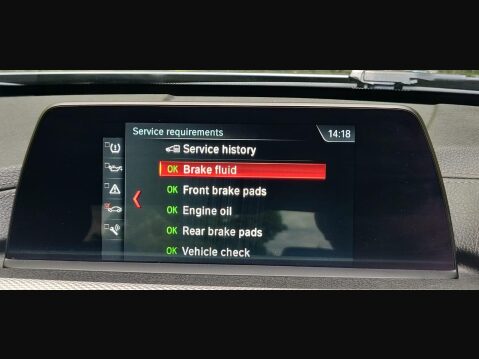 Service requirements
14:18
Service history
OK Brake fluid
OK Front brake pads
OK Engine oil
OK Rear brake pads
OK Vehicle check